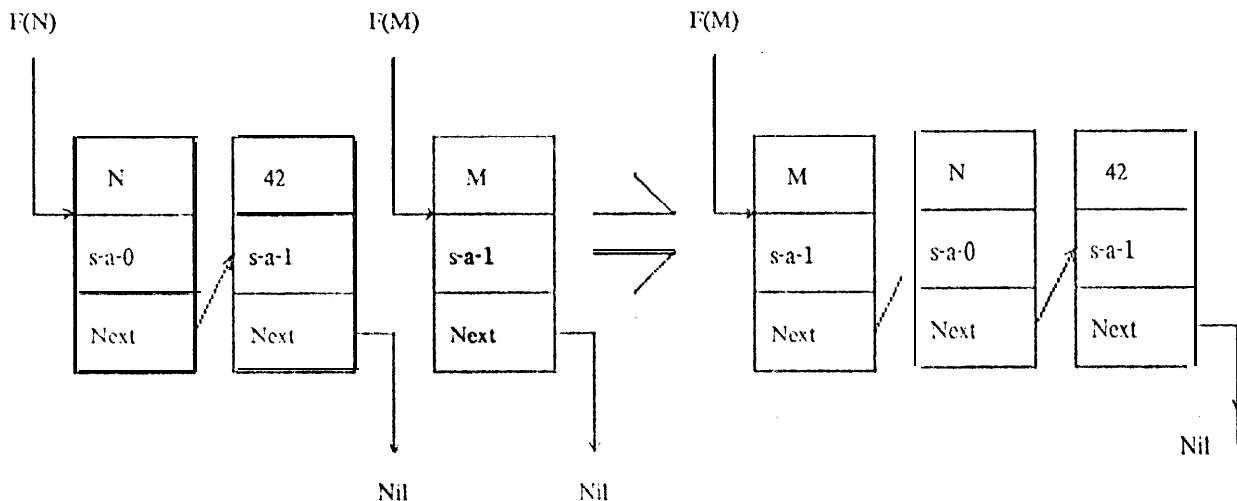 F(N) F(M) F(M)
N 42 M M N 42
s-a-0 s-a-1 s-a-1 s-a-1 s-a-0 s-a-1
Next Next Next Next Next Next
Nil
Nil Nil